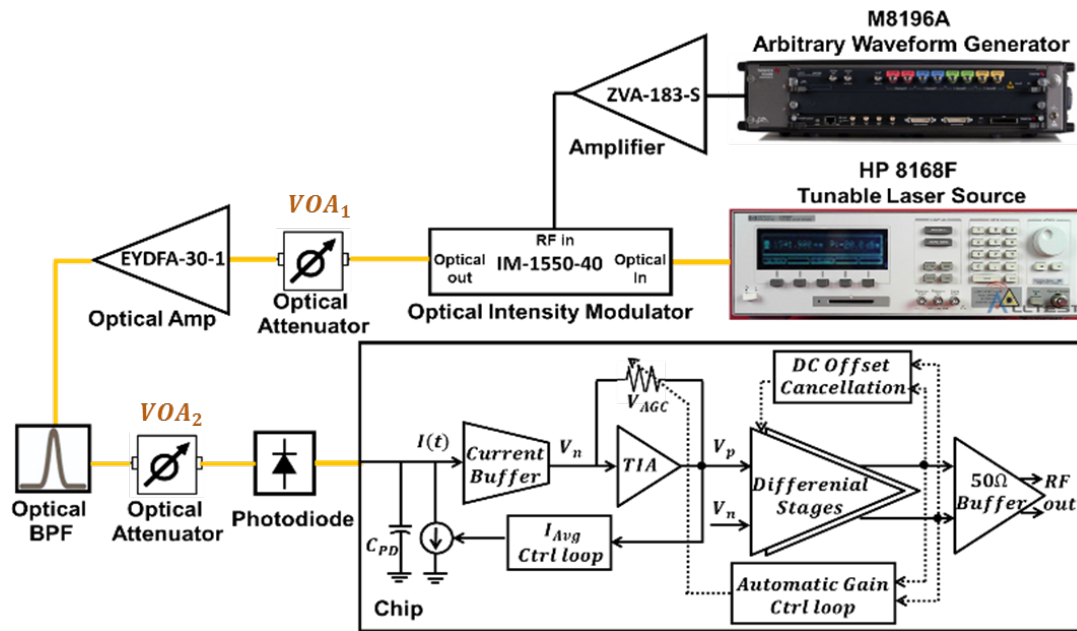 M8196A
Arbitrary Waveform Generator
ZVA-183-S
Amplifier
HP 8168F
Tunable Laser Source
VOA1
EYDFA-30-1
Optical Amp
Optical
Attenuator
RF in
Optical
out
IM-1550-40
Optical
In
Optical Intensity Modulator
ALLTEST
DC Offset
Cancellation
VAGC
VOA2
I(t)
Current
Buffer
Vn
TIA
Vp
Vn
Differenial
Stages
50Ω
Buffer
RF
out
Optical
BPF
Optical
Attenuator
Photodiode
CPD
IAvg
Ctrl loop
Automatic Gain
Ctrl loop
Chip